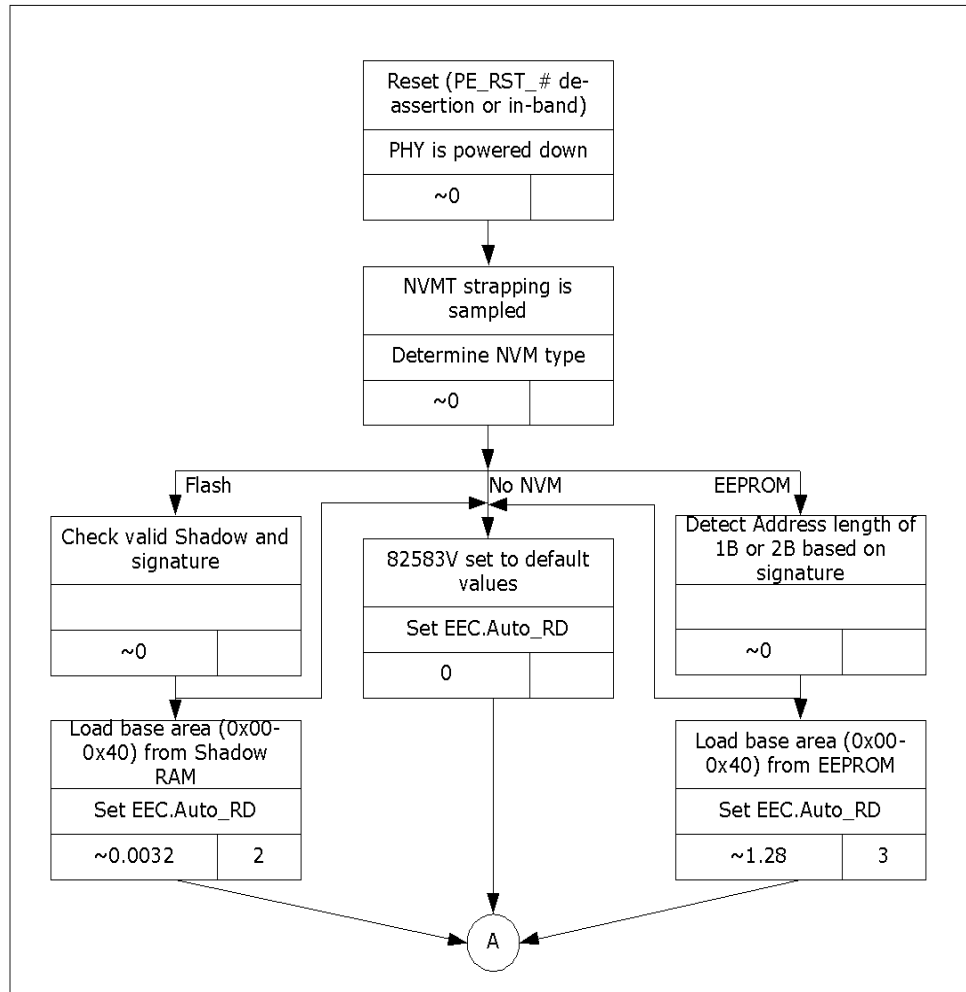 Reset (PE_RST_# de-
assertion or in-band)
PHY is powered down
~0
NVMT strapping is
sampled
Determine NVM type
~0
Flash
No NVM
EEPROM
Check valid Shadow and
signature
~0
82583V set to default
values
Set EEC.Auto_RD
0
Detect Address length of
1B or 2B based on
signature
~0
Load base area (0x00-
0x40) from Shadow
RAM
Set EEC.Auto_RD
~0.0032
2
Load base area (0x00-
0x40) from EEPROM
Set EEC.Auto_RD
~1.28
3
A